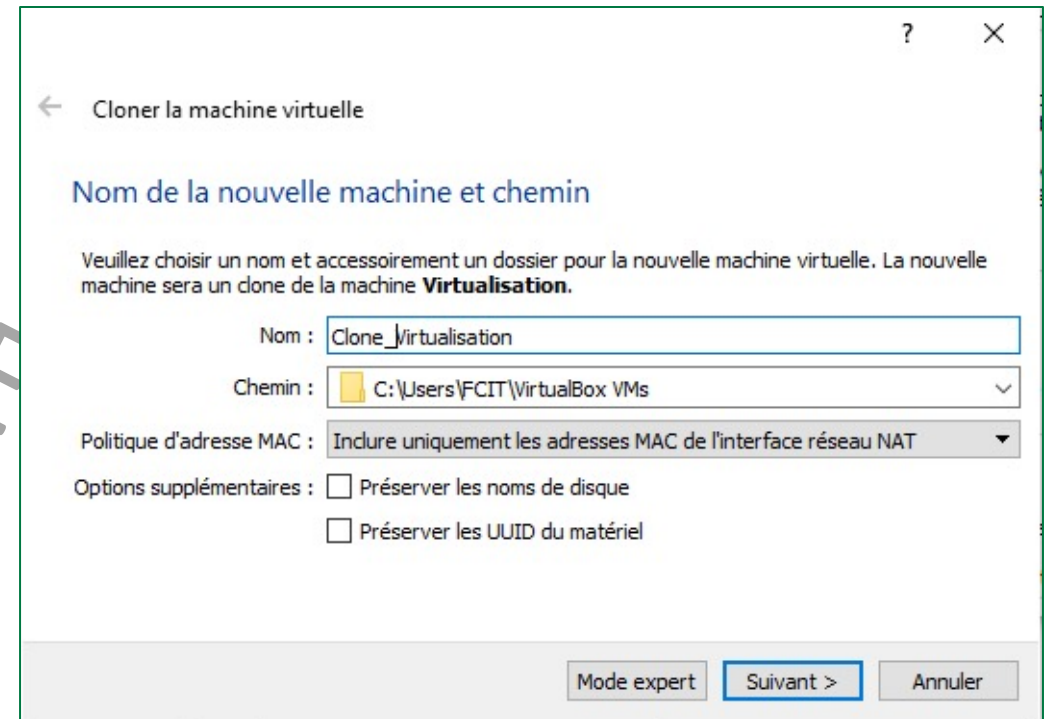 ?
Cloner la machine virtuelle
Nom de la nouvelle machine et chemin
Veuillez choisir un nom et accessoirement un dossier pour la nouvelle machine virtuelle. La nouvelle
machine sera un clone de la machine Virtualisation.
Nom : Clone_Virtualisation
Chemin : C:\Users\FCIT\VirtualBox VMs
Politique d'adresse MAC : Inclure uniquement les adresses MAC de l'interface réseau NAT
Options supplémentaires : Préserver les noms de disque
Préserver les UUID du matériel
Mode expert Suivant > Annuler